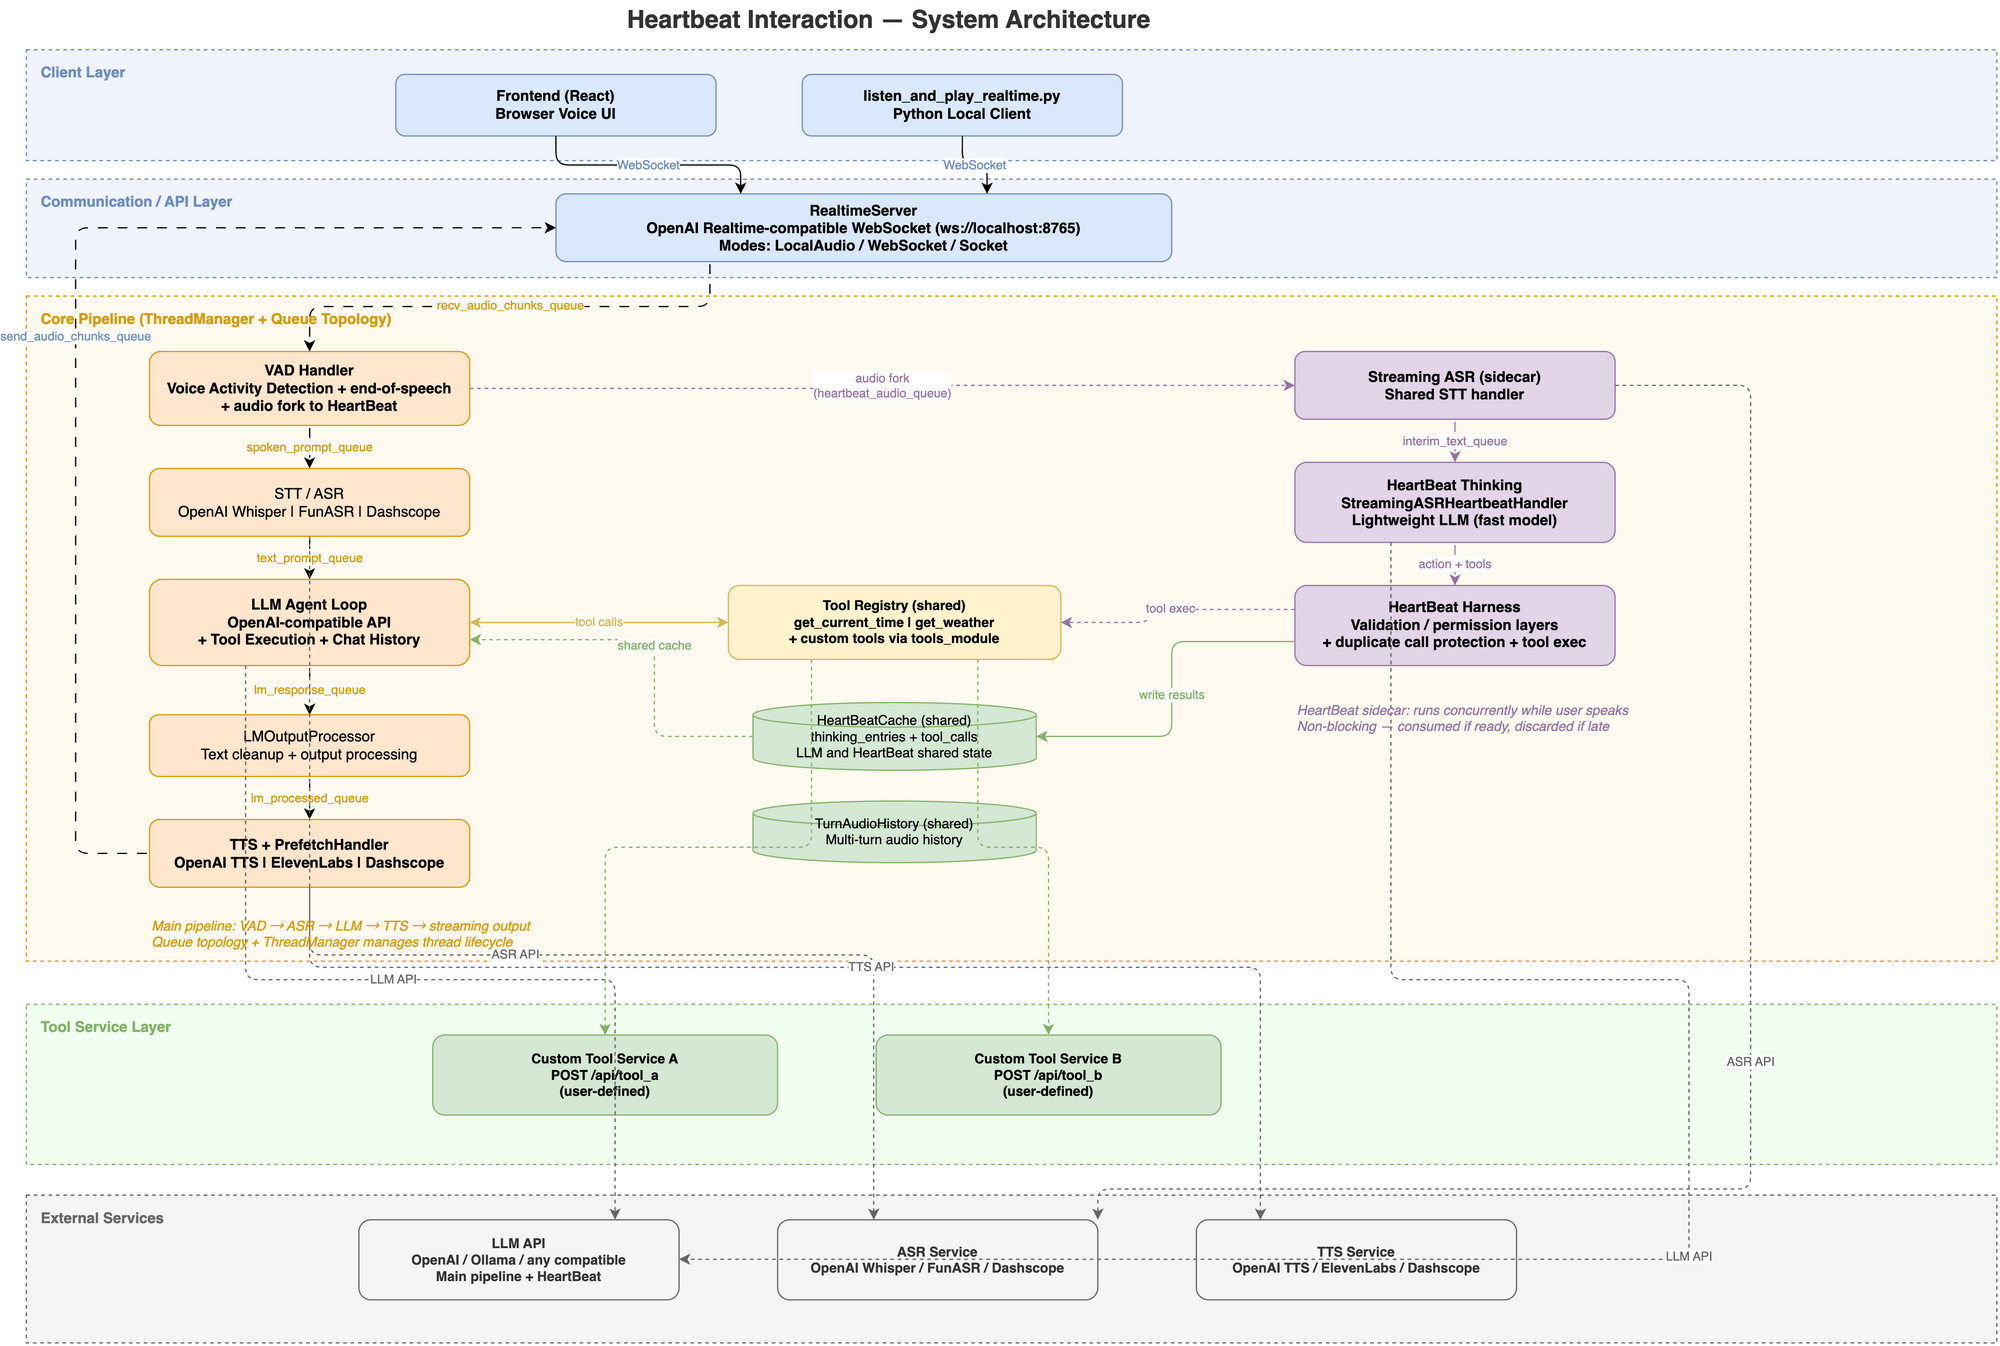 Heartbeat Interaction — System Architecture
Client Layer
Frontend (React)
Browser Voice UI
listen_and_play_realtime.py
Python Local Client
WebSocket
WebSocket
Communication / API Layer
RealtimeServer
OpenAI Realtime-compatible WebSocket (ws://localhost:8765)
Modes: LocalAudio / WebSocket / Socket
recv_audio_chunks_queue
Core Pipeline (ThreadManager + Queue Topology)
send_audio_chunks_queue
VAD Handler
Voice Activity Detection + end-of-speech
+ audio fork to HeartBeat
audio fork
(heartbeat_audio_queue)
Streaming ASR (sidecar)
Shared STT handler
spoken_prompt_queue
interim_text_queue
STT / ASR
OpenAI Whisper | FunASR | Dashscope
HeartBeat Thinking
StreamingASRHeartbeatHandler
Lightweight LLM (fast model)
text_prompt_queue
action + tools
LLM Agent Loop
OpenAI-compatible API
+ Tool Execution + Chat History
tool calls
shared cache
Tool Registry (shared)
get_current_time | get_weather
+ custom tools via tools_module
tool exec
HeartBeat Harness
Validation / permission layers
+ duplicate call protection + tool exec
lm_response_queue
write results
HeartBeat sidecar: runs concurrently while user speaks
Non-blocking — consumed if ready, discarded if late
LMOutputProcessor
Text cleanup + output processing
HeartBeatCache (shared)
thinking_entries + tool_calls
LLM and HeartBeat shared state
lm_processed_queue
TTS + PrefetchHandler
OpenAI TTS | ElevenLabs | Dashscope
TurnAudioHistory (shared)
Multi-turn audio history
Main pipeline: VAD → ASR → LLM → TTS → streaming output
Queue topology + ThreadManager manages thread lifecycle
ASR API
TTS API
LLM API
Tool Service Layer
Custom Tool Service A
POST /api/tool_a
(user-defined)
Custom Tool Service B
POST /api/tool_b
(user-defined)
ASR API
External Services
LLM API
OpenAI / Ollama / any compatible
Main pipeline + HeartBeat
ASR Service
OpenAI Whisper / FunASR / Dashscope
TTS Service
OpenAI TTS / ElevenLabs / Dashscope
LLM API